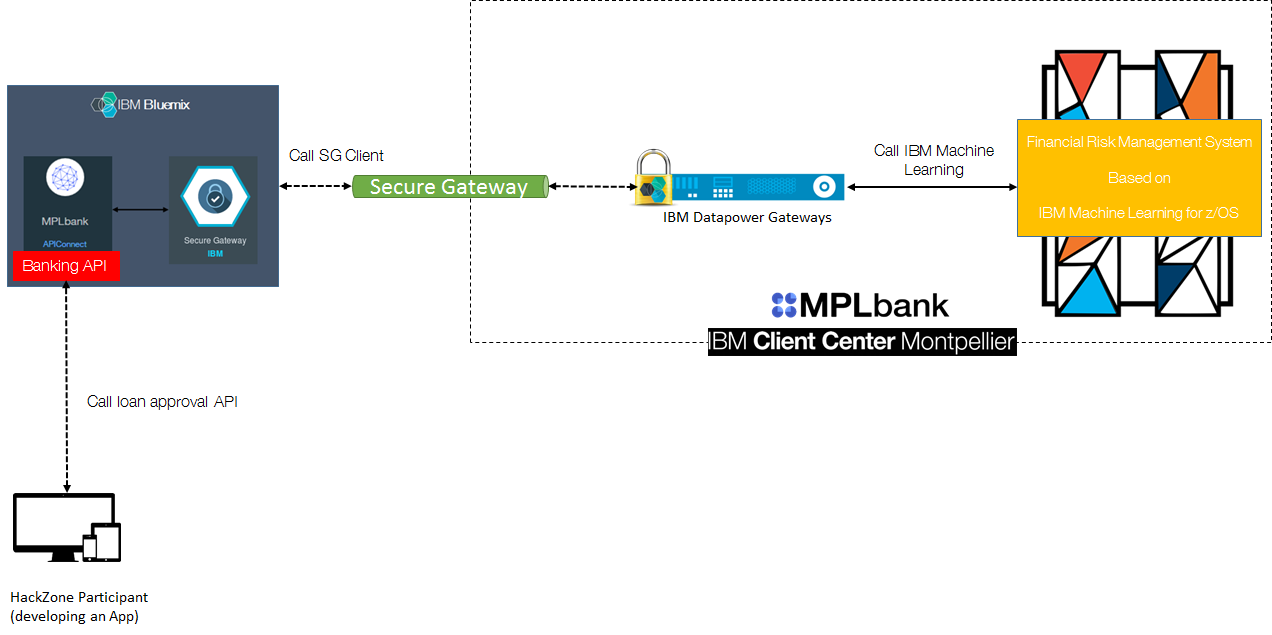 IBM Bluemix
MPLbank
APIConnect
Banking API
Secure Gateway
IBM
Call SG Client
Secure Gateway
IBM Datapower Gateways
Call IBM Machine
Learning
Financial Risk Management System
Based on
IBM Machine Learning for z/OS
MPLbank
IBM Client Center Montpellier
Call loan approval API
HackZone Participant
(developing an App)